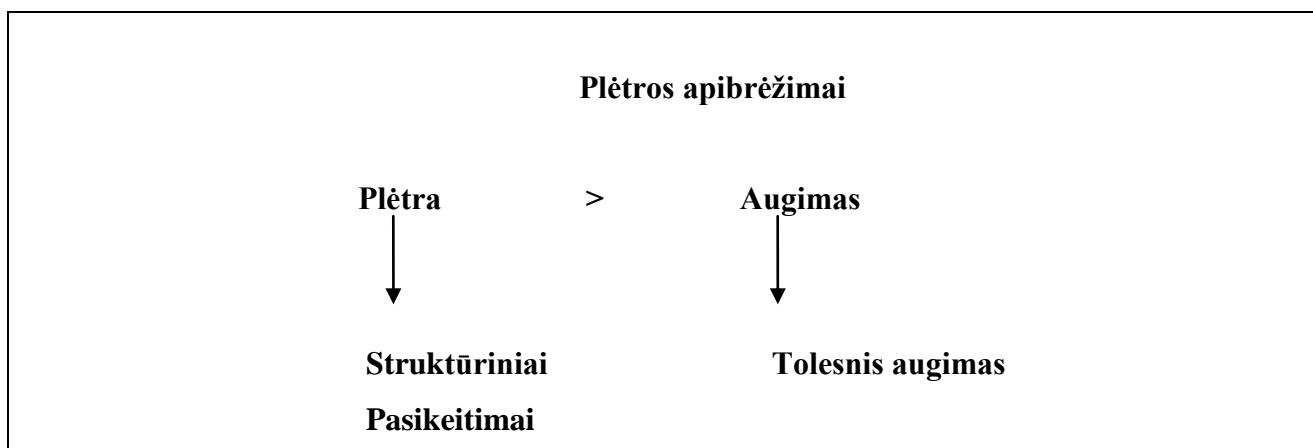 Plėtros apibrėžimai
Plėtra > Augimas
Struktūriniai Tolesnis augimas
Pasikeitimai